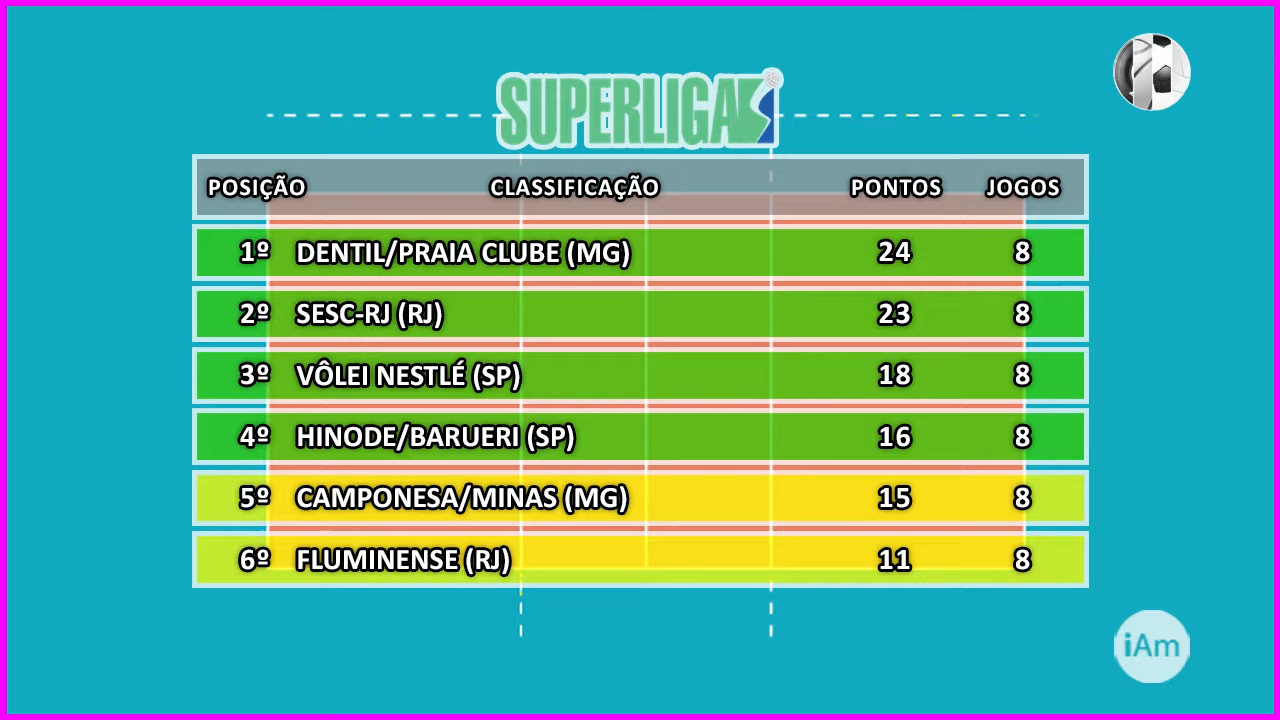 SUPERLIGA
POSIÇÃO CLASSIFICAÇÃO PONTOS JOGOS
1º DENTIL/PRAIA CLUBE (MG) 24 8
2º SESC-RJ (RJ) 23 8
3º VÔLEI NESTLÉ (SP) 18 8
4º HINODE/BARUERI (SP) 16 8
5º CAMPONESA/MINAS (MG) 15 8
6º FLUMINENSE (RJ) 11 8
iAm